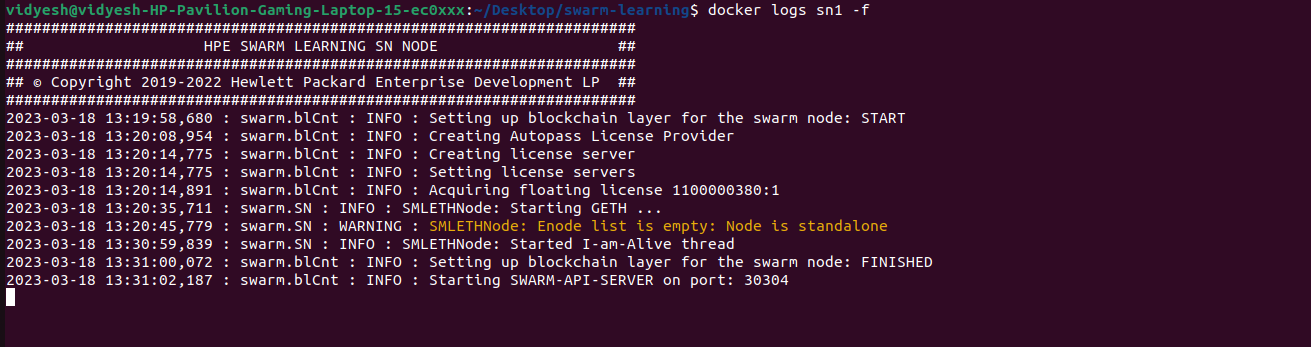 vidyesh@vidyesh-HP-Pavilion-Gaming-Laptop-15-ec0xxx:~/Desktop/swarm-learning$ docker logs sn1 -f
######################################################################
##                    HPE SWARM LEARNING SN NODE                    ##
######################################################################
## © Copyright 2019-2022 Hewlett Packard Enterprise Development LP  ##
######################################################################
2023-03-18 13:19:58,680 : swarm.blCnt : INFO : Setting up blockchain layer for the swarm node: START
2023-03-18 13:20:08,954 : swarm.blCnt : INFO : Creating Autopass License Provider
2023-03-18 13:20:14,775 : swarm.blCnt : INFO : Creating license server
2023-03-18 13:20:14,775 : swarm.blCnt : INFO : Setting license servers
2023-03-18 13:20:14,891 : swarm.blCnt : INFO : Acquiring floating license 1100000380:1
2023-03-18 13:20:35,711 : swarm.SN : INFO : SMLETHNode: Starting GETH ...
2023-03-18 13:20:45,779 : swarm.SN : WARNING : SMLETHNode: Enode list is empty: Node is standalone
2023-03-18 13:30:59,839 : swarm.SN : INFO : SMLETHNode: Started I-am-Alive thread
2023-03-18 13:31:00,072 : swarm.blCnt : INFO : Setting up blockchain layer for the swarm node: FINISHED
2023-03-18 13:31:02,187 : swarm.blCnt : INFO : Starting SWARM-API-SERVER on port: 30304